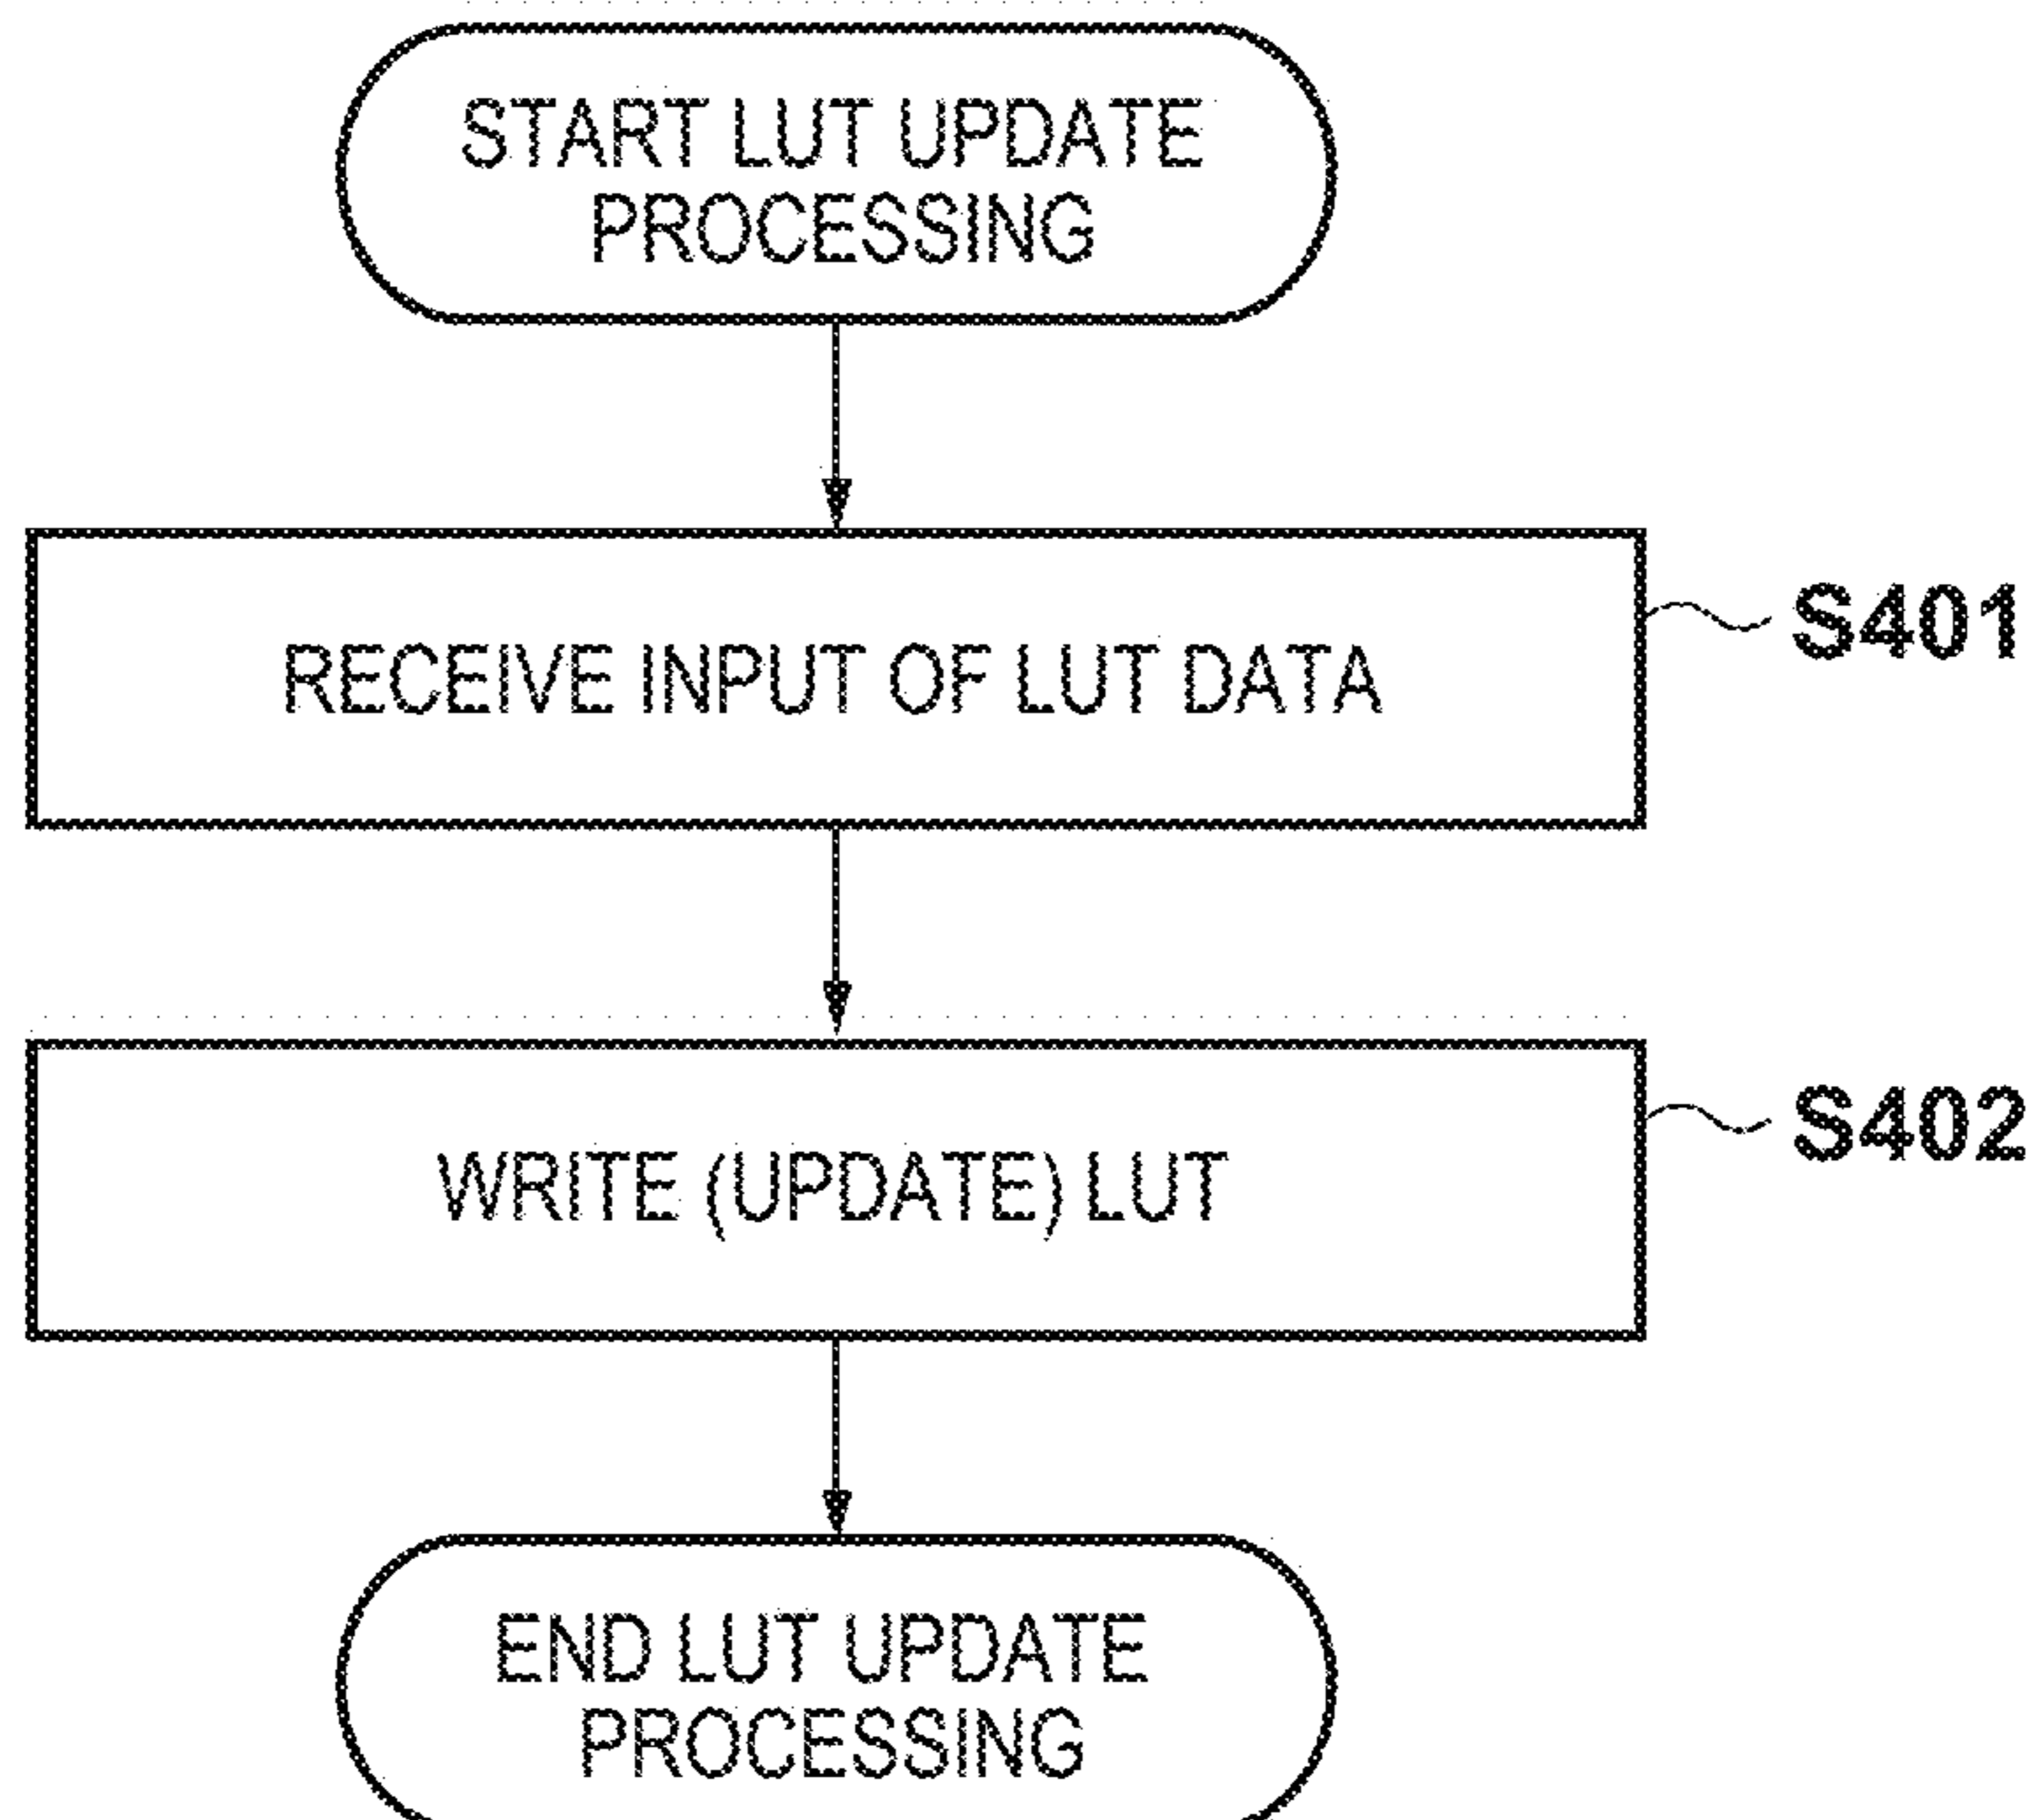 START LUT UPDATE
PROCESSING
RECEIVE INPUT OF LUT DATA
S401
WRITE (UPDATE) LUT
S402
END LUT UPDATE
PROCESSING